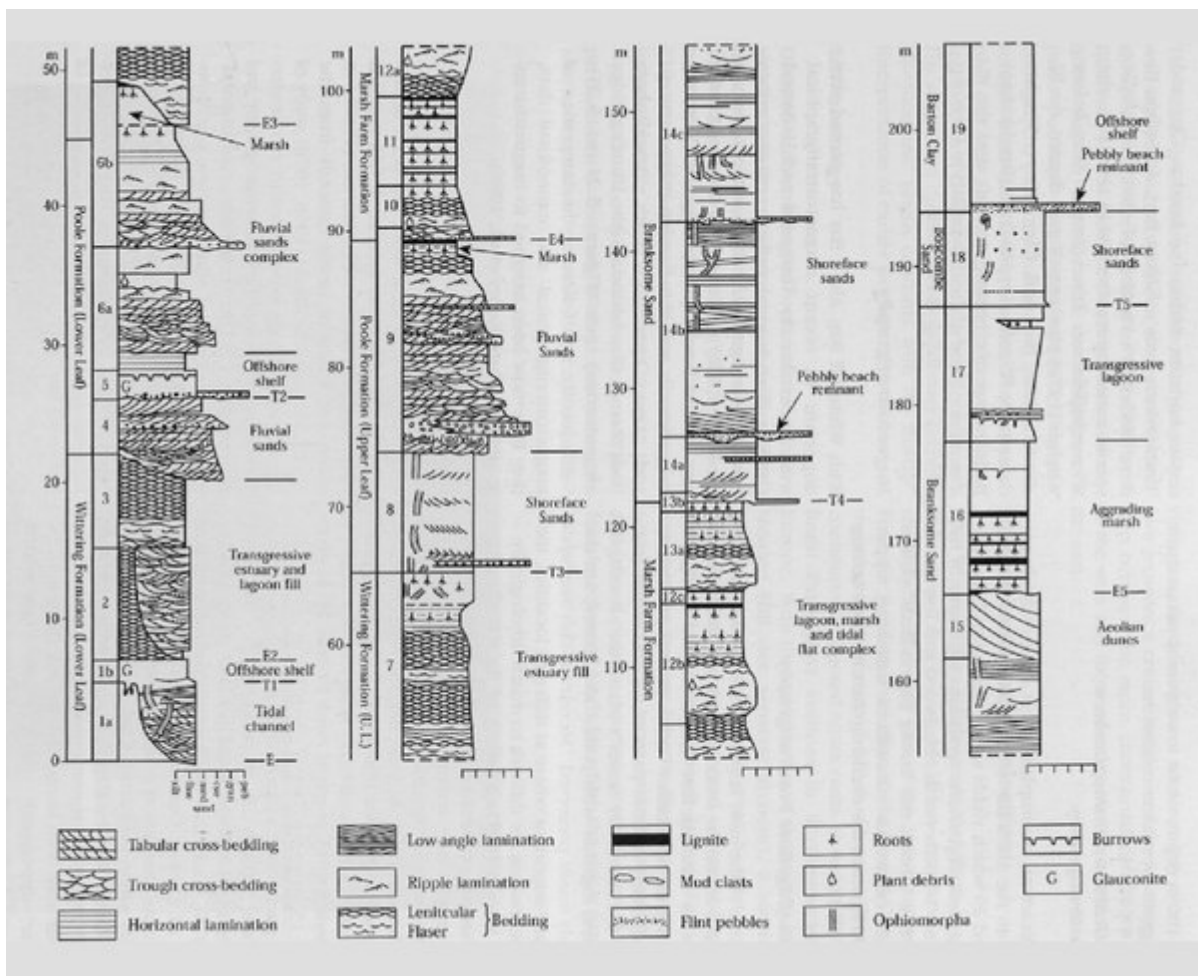 m
50
40
30
20
10
0
Poole Formation (Lower Leaf)
Wittering Formation (Lower Leaf)
6b
6a
5
4
3
2
1b
1a
G
G
E3
Marsh
Fluvial
sands
complex
Offshore
shelf
T2
Fluvial
sands
Transgressive
estuary and
lagoon fill
E2
Offshore shelf
T1
Tidal
channel
E
silt
fine
med
cse
gran
peb
sand
m
100
90
80
70
60
Marsh Farm Formation
Poole Formation (Upper Leaf)
Wittering Formation (U. L.)
12a
11
10
9
8
7
E4
Marsh
Fluvial
Sands
Shoreface
Sands
T3
Transgressive
estuary fill
m
150
140
130
120
110
Branksome Sand
Marsh Farm Formation
14c
14b
14a
13b
13a
12c
12b
Shoreface
sands
Pebbly beach
remnant
T4
Transgressive
lagoon, marsh
and tidal
flat complex
m
200
190
180
170
160
Barton Clay
Boscombe
Sand
Branksome Sand
19
18
17
16
15
Offshore
shelf
Pebbly beach
remnant
Shoreface
sands
T5
Transgressive
lagoon
Aggrading
marsh
E5
Aeolian
dunes
Tabular cross-bedding
Trough cross-bedding
Horizontal lamination
Low-angle lamination
Ripple lamination
Lenitcular
Flaser
Bedding
Lignite
Mud clasts
Flint pebbles
Roots
Plant debris
Ophiomorpha
Burrows
G
Glauconite